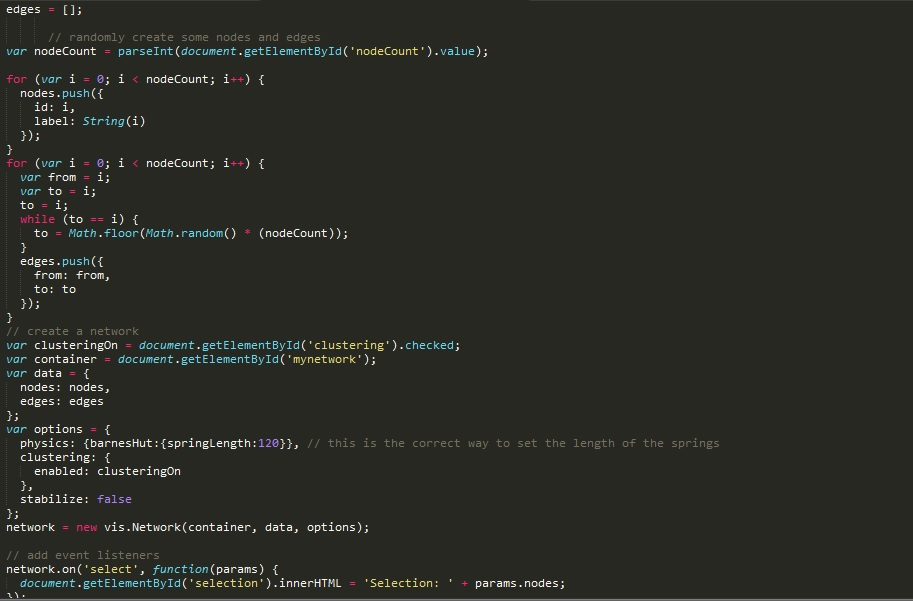 edges = [];
// randomly create some nodes and edges
var nodeCount = parseInt(document.getElementById('nodeCount').value);
for (var i = 0; i < nodeCount; i++) {
nodes.push({
id: i,
label: String(i)
});
}
for (var i = 0; i < nodeCount; i++) {
var from = i;
var to = i;
to = i;
while (to == i) {
to = Math.floor(Math.random() * (nodeCount));
}
edges.push({
from: from,
to: to
});
}
// create a network
var clusteringOn = document.getElementById('clustering').checked;
var container = document.getElementById('mynetwork');
var data = {
nodes: nodes,
edges: edges
};
var options = {
physics: {barnesHut:{springLength:120}}, // this is the correct way to set the length of the springs
clustering: {
enabled: clusteringOn
},
stabilize: false
};
network = new vis.Network(container, data, options);
// add event listeners
network.on('select', function(params) {
document.getElementById('selection').innerHTML = 'Selection: ' + params.nodes;
});